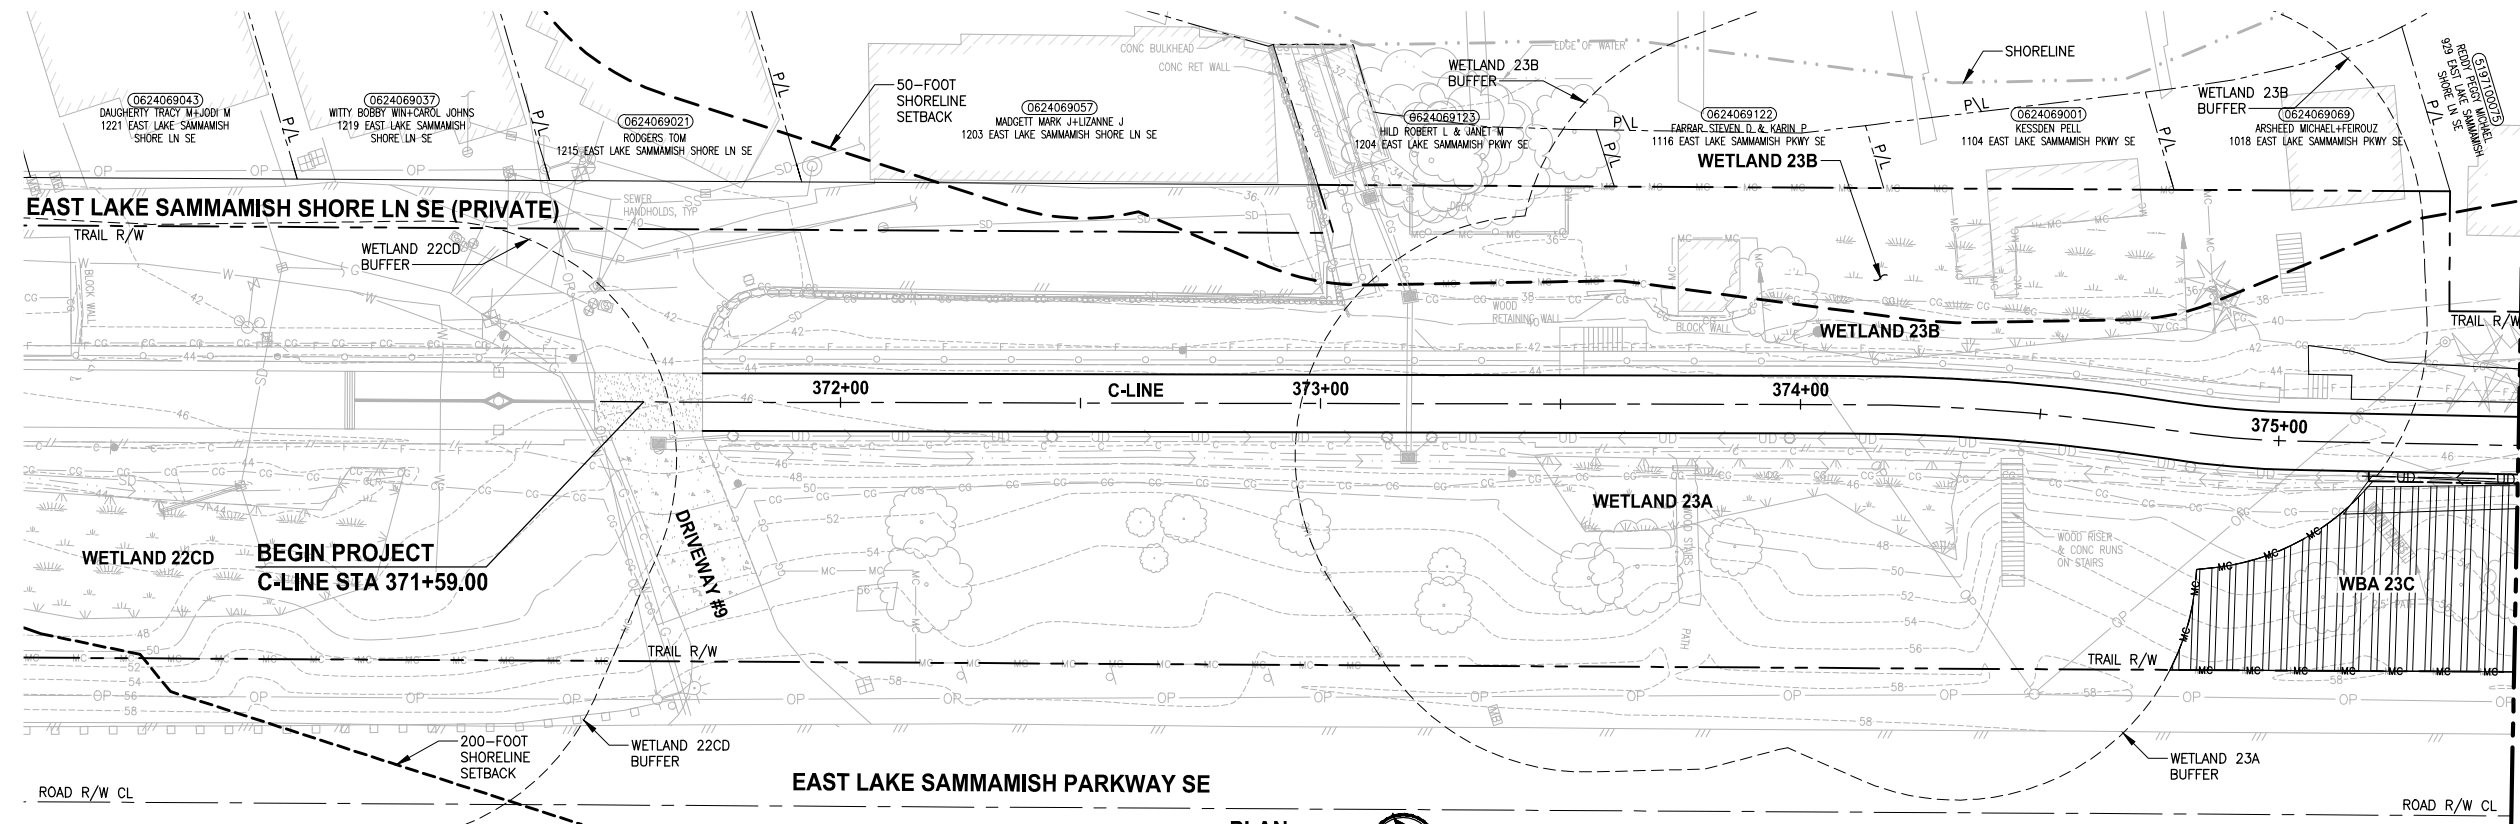 0624069043
DAUGHERTY TRACY M+JODI M
1221 EAST LAKE SAMMAMISH
SHORE LN SE
P/L
0624069037
WITTY BOBBY WIN+CAROL JOHNS
1219 EAST LAKE SAMMAMISH
SHORE LN SE
P/L
0624069021
RODGERS TOM
1215 EAST LAKE SAMMAMISH SHORE LN SE
P/L
50-FOOT
SHORELINE
SETBACK
0624069057
MADGETT MARK J+LIZANNE J
1203 EAST LAKE SAMMAMISH SHORE LN SE
CONC BULKHEAD
CONC RET WALL
EDGE OF WATER
WETLAND 23B
BUFFER
0624069123
HILD ROBERT L & JANET M
1204 EAST LAKE SAMMAMISH PKWY SE
P/L
P\L
SHORELINE
0624069122
FARRAR STEVEN D & KARIN P
1116 EAST LAKE SAMMAMISH PKWY SE
WETLAND 23B
P/L
P\L
0624069001
KESSDEN PELL
1104 EAST LAKE SAMMAMISH PKWY SE
P/L
WETLAND 23B
BUFFER
0624069069
ARSHEED MICHAEL+FEIROUZ
1018 EAST LAKE SAMMAMISH PKWY SE
P/L
5197100075
REDDY PEGGY MICHAEL
929 EAST LAKE SAMMAMISH
SHORE LN SE
EAST LAKE SAMMAMISH SHORE LN SE (PRIVATE)
TRAIL R/W
SEWER
HANDHOLDS, TYP
DECK
WETLAND 22CD
BUFFER
BLOCK WALL
WOOD
RETAINING WALL
BLOCK WALL
WETLAND 23B
TRAIL R/W
372+00
C-LINE
373+00
374+00
375+00
WETLAND 22CD
BEGIN PROJECT
C-LINE STA 371+59.00
DRIVEWAY #9
WETLAND 23A
WOOD STAIRS
PATH
WOOD RISER
& CONC RUNS
ON STAIRS
WBA 23C
TRAIL R/W
TRAIL R/W
200-FOOT
SHORELINE
SETBACK
WETLAND 22CD
BUFFER
WETLAND 23A
BUFFER
EAST LAKE SAMMAMISH PARKWAY SE
ROAD R/W CL
ROAD R/W CL
PLAN